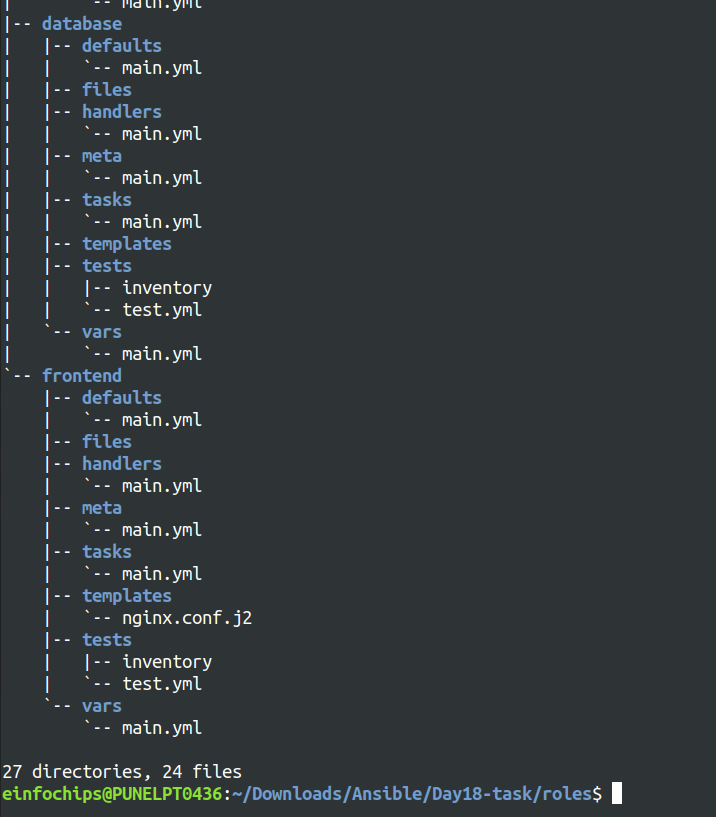 |       `-- main.yml
|-- database
|   |-- defaults
|   |   `-- main.yml
|   |-- files
|   |-- handlers
|   |   `-- main.yml
|   |-- meta
|   |   `-- main.yml
|   |-- tasks
|   |   `-- main.yml
|   |-- templates
|   |-- tests
|   |   |-- inventory
|   |   `-- test.yml
|   `-- vars
|       `-- main.yml
`-- frontend
    |-- defaults
    |   `-- main.yml
    |-- files
    |-- handlers
    |   `-- main.yml
    |-- meta
    |   `-- main.yml
    |-- tasks
    |   `-- main.yml
    |-- templates
    |   `-- nginx.conf.j2
    |-- tests
    |   |-- inventory
    |   `-- test.yml
    `-- vars
        `-- main.yml
27 directories, 24 files
einfochips@PUNELPT0436:~/Downloads/Ansible/Day18-task/roles$